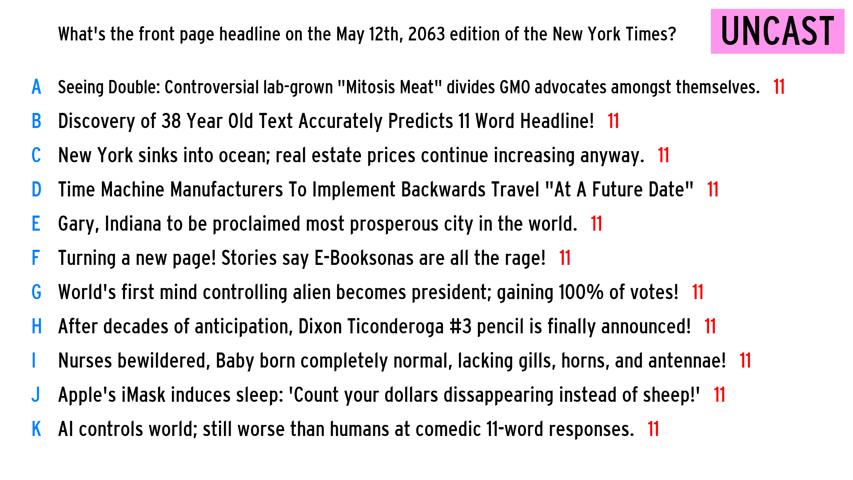 What's the front page headline on the May 12th, 2063 edition of the New York Times?
UNCAST
A Seeing Double: Controversial lab-grown "Mitosis Meat" divides GMO advocates amongst themselves. 11
B Discovery of 38 Year Old Text Accurately Predicts 11 Word Headline! 11
C New York sinks into ocean; real estate prices continue increasing anyway. 11
D Time Machine Manufacturers To Implement Backwards Travel "At A Future Date" 11
E Gary, Indiana to be proclaimed most prosperous city in the world. 11
F Turning a new page! Stories say E-Booksonas are all the rage! 11
G World's first mind controlling alien becomes president; gaining 100% of votes! 11
H After decades of anticipation, Dixon Ticonderoga #3 pencil is finally announced! 11
I Nurses bewildered, Baby born completely normal, lacking gills, horns, and antennae! 11
J Apple's iMask induces sleep: 'Count your dollars dissappearing instead of sheep!' 11
K AI controls world; still worse than humans at comedic 11-word responses. 11